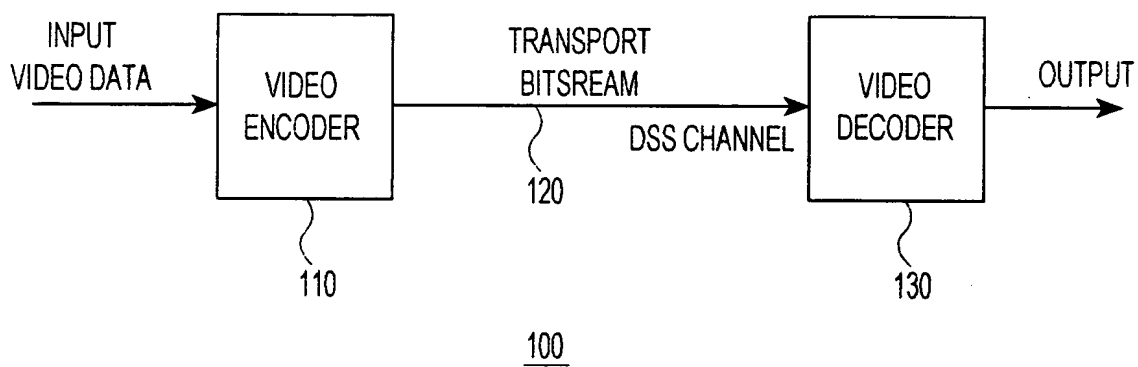 INPUT
VIDEO DATA
VIDEO
ENCODER
TRANSPORT
BITSREAM
DSS CHANNEL
VIDEO
DECODER
OUTPUT
110
120
130
100